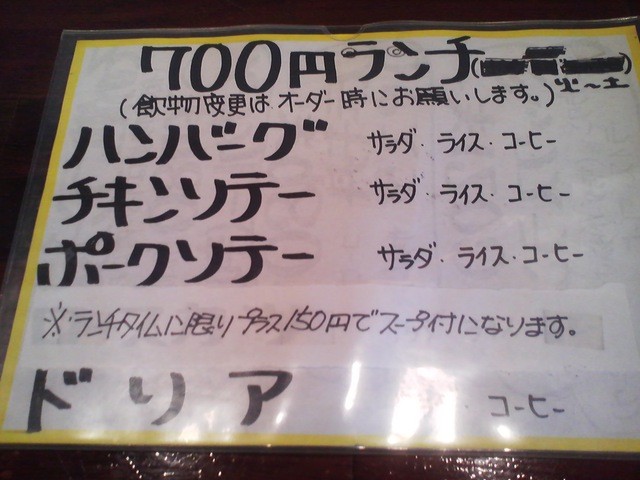 700円ランチ( )
火~土
(飲物変更はオーダー時にお願いします。)
ハンバーグ サラダ・ライス・コーヒー
チキンソテー サラダ・ライス・コーヒー
ポークソテー サラダ・ライス・コーヒー
※ランチタイムに限りプラス150円でスープ付になります。
ドリア コーヒー